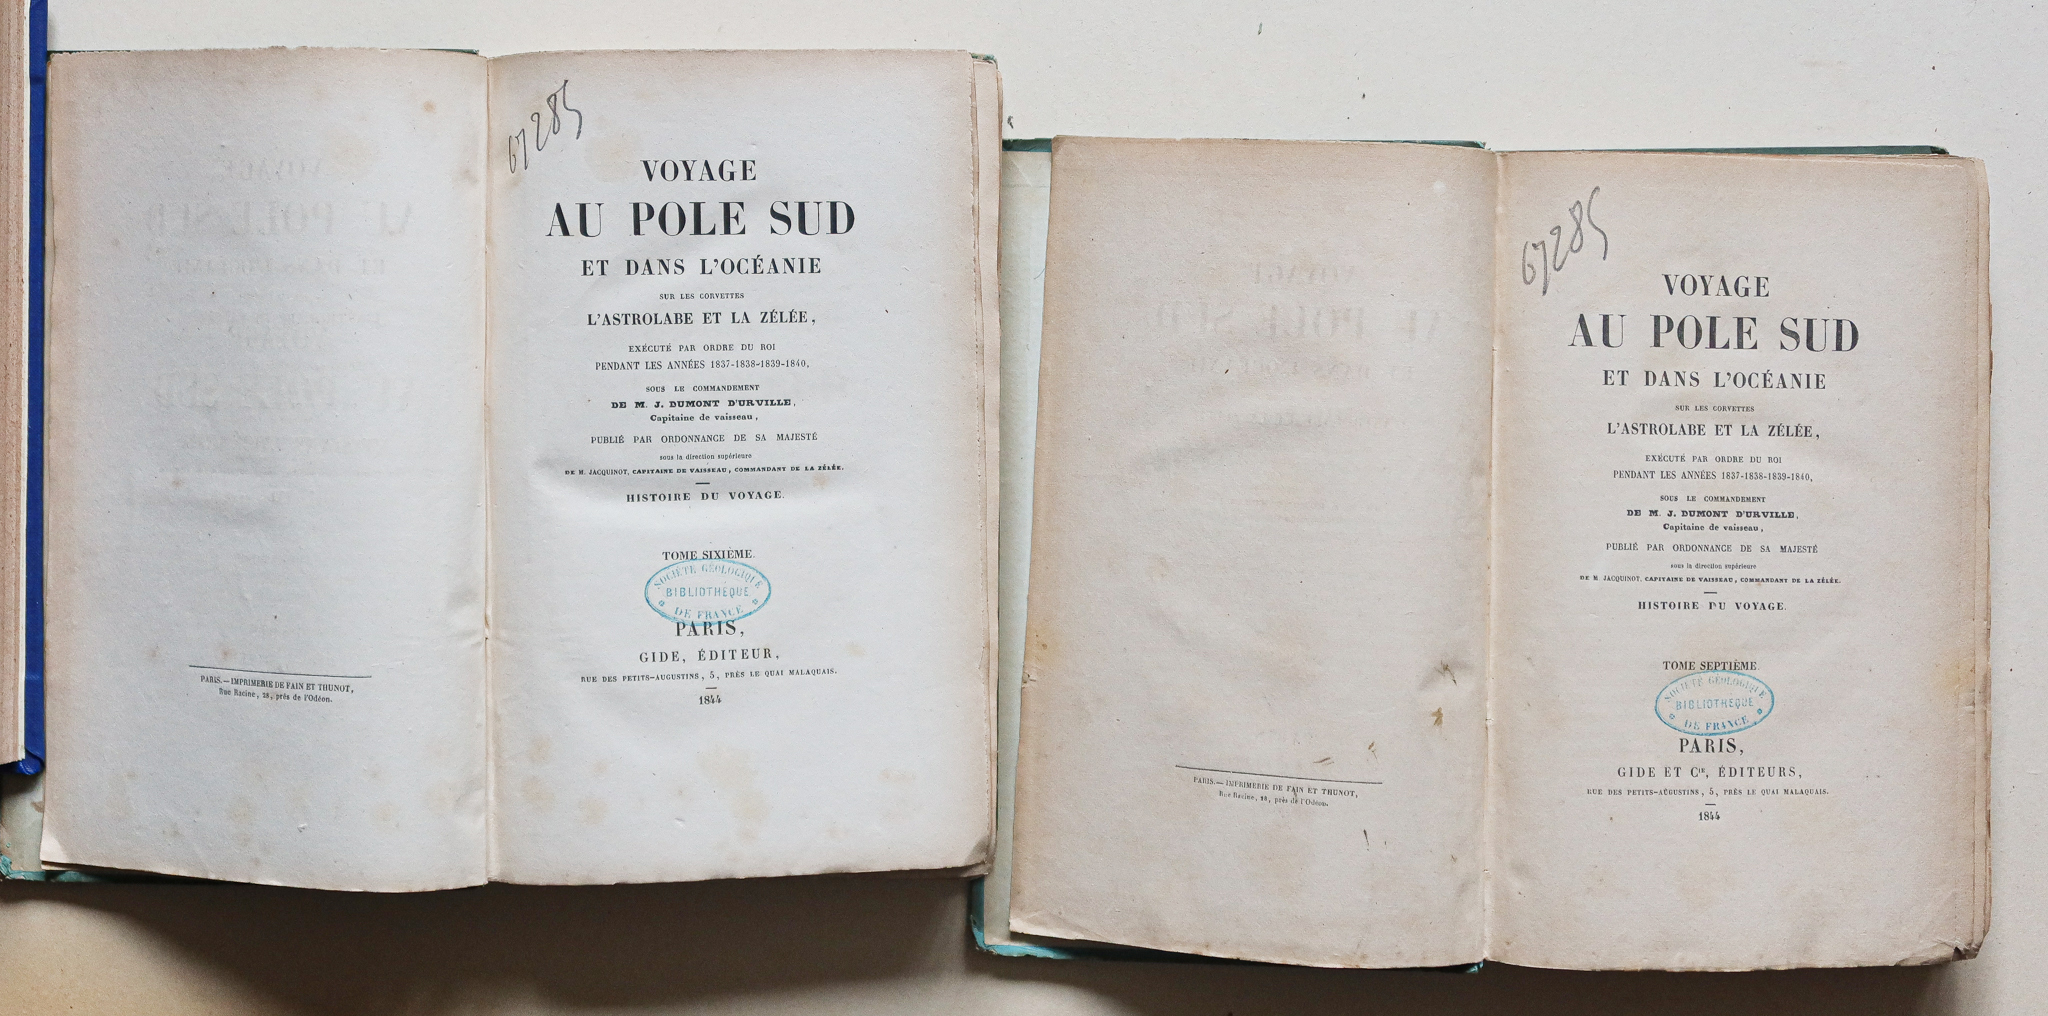 PARIS.—IMPRIMERIE DE FAIN ET THUNOT,
Rue Racine, 28, près de l'Odéon.
67285
VOYAGE
AU POLE SUD
ET DANS L'OCÉANIE
SUR LES CORVETTES
L'ASTROLABE ET LA ZÉLÉE,
EXÉCUTÉ PAR ORDRE DU ROI
PENDANT LES ANNÉES 1837-1838-1839-1840,
SOUS LE COMMANDEMENT
DE M. J. DUMONT D'URVILLE,
Capitaine de vaisseau,
PUBLIÉ PAR ORDONNANCE DE SA MAJESTÉ
sous la direction supérieure
DE M. JACQUINOT, CAPITAINE DE VAISSEAU, COMMANDANT DE LA ZÉLÉE.
HISTOIRE DU VOYAGE.
TOME SIXIÈME.
SOCIÉTÉ GÉOLOGIQUE
BIBLIOTHÈQUE
DE FRANCE
PARIS,
GIDE, ÉDITEUR,
RUE DES PETITS-AUGUSTINS, 5, PRÈS LE QUAI MALAQUAIS.
1844
PARIS.—IMPRIMERIE DE FAIN ET THUNOT,
Rue Racine, 28, près de l'Odéon.
67285
VOYAGE
AU POLE SUD
ET DANS L'OCÉANIE
SUR LES CORVETTES
L'ASTROLABE ET LA ZÉLÉE,
EXÉCUTÉ PAR ORDRE DU ROI
PENDANT LES ANNÉES 1837-1838-1839-1840,
SOUS LE COMMANDEMENT
DE M. J. DUMONT D'URVILLE,
Capitaine de vaisseau,
PUBLIÉ PAR ORDONNANCE DE SA MAJESTÉ
sous la direction supérieure
DE M. JACQUINOT, CAPITAINE DE VAISSEAU, COMMANDANT DE LA ZÉLÉE.
HISTOIRE DU VOYAGE.
TOME SEPTIÈME.
SOCIÉTÉ GÉOLOGIQUE
BIBLIOTHÈQUE
DE FRANCE
PARIS,
GIDE ET Cie, ÉDITEURS,
RUE DES PETITS-AUGUSTINS, 5, PRÈS LE QUAI MALAQUAIS.
1844